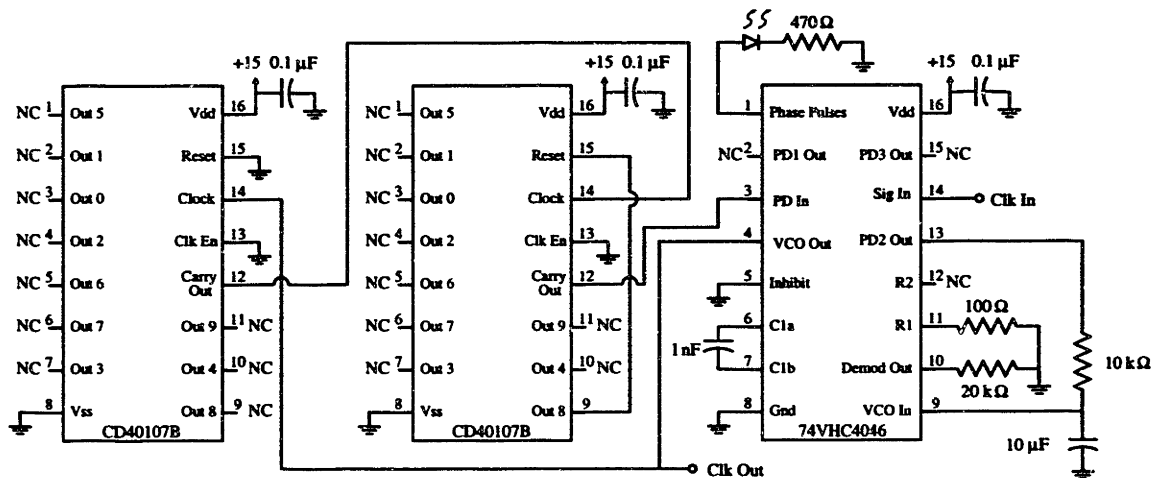 +15 0.1 µF
NC 1 Out 5 Vdd 16
NC 2 Out 1 Reset 15
NC 3 Out 0 Clock 14
NC 4 Out 2 Clk En 13
NC 5 Out 6 Carry Out 12
NC 6 Out 7 Out 9 11 NC
NC 7 Out 3 Out 4 10 NC
8 Vss Out 8 9 NC
CD40107B
+15 0.1 µF
NC 1 Out 5 Vdd 16
NC 2 Out 1 Reset 15
NC 3 Out 0 Clock 14
NC 4 Out 2 Clk En 13
NC 5 Out 6 Carry Out 12
NC 6 Out 7 Out 9 11 NC
NC 7 Out 3 Out 4 10 NC
8 Vss Out 8 9
CD40107B
55 470 Ω
+15 0.1 µF
1 Phase Pulses Vdd 16
NC 2 PD1 Out PD3 Out 15 NC
3 PD In Sig In 14 Clk In
4 VCO Out PD2 Out 13
5 Inhibit R2 12 NC
6 C1a R1 11 100 Ω
1 nF
7 C1b Demod Out 10 20 kΩ
10 kΩ
8 Gnd VCO In 9
74VHC4046
10 µF
Clk Out